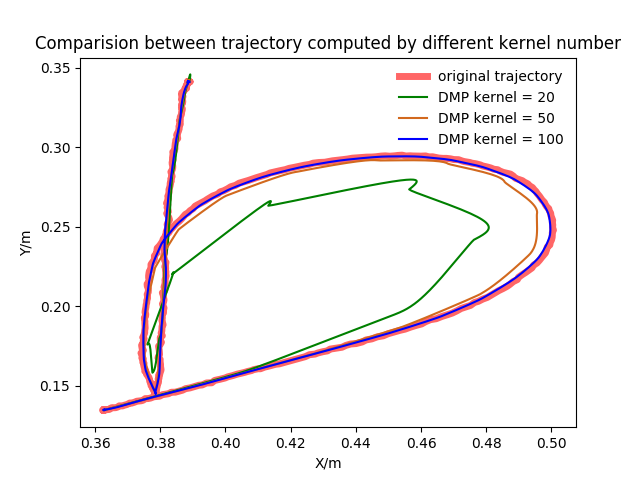 Comparision between trajectory computed by different kernel number
original trajectory
DMP kernel = 20
DMP kernel = 50
DMP kernel = 100
0.35
0.30
0.25
0.20
0.15
Y/m
0.36 0.38 0.40 0.42 0.44 0.46 0.48 0.50
X/m